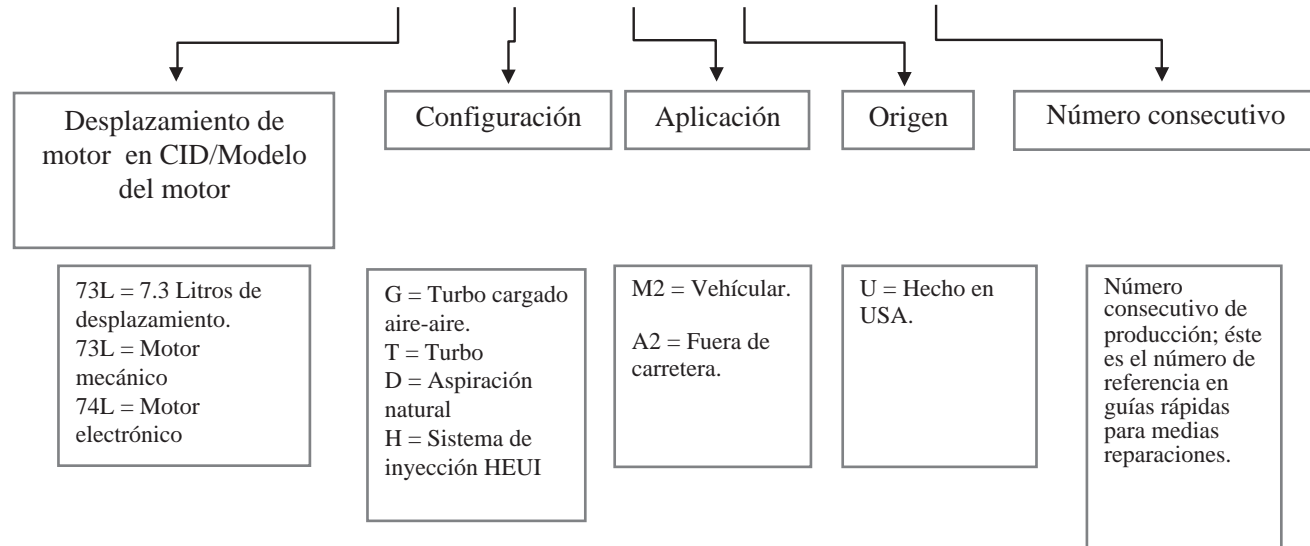 Desplazamiento de
motor en CID/Modelo
del motor
Configuración
Aplicación
Origen
Número consecutivo
73L = 7.3 Litros de
desplazamiento.
73L = Motor
mecánico
74L = Motor
electrónico
G = Turbo cargado
aire-aire.
T = Turbo
D = Aspiración
natural
H = Sistema de
inyección HEUI
M2 = Vehícular.
A2 = Fuera de
carretera.
U = Hecho en
USA.
Número
consecutivo de
producción; éste
es el número de
referencia en
guías rápidas
para medias
reparaciones.